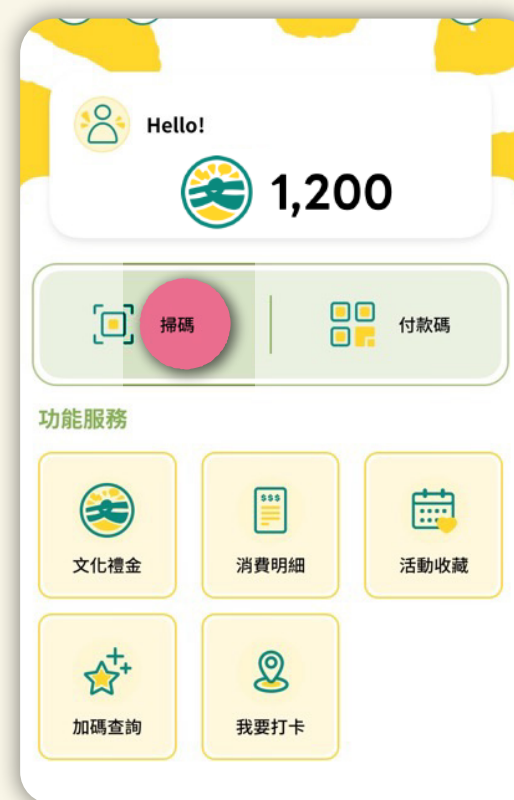 Hello!
1,200
掃碼
付款碼
功能服務
$$$
文化禮金
消費明細
活動收藏
加碼查詢
我要打卡